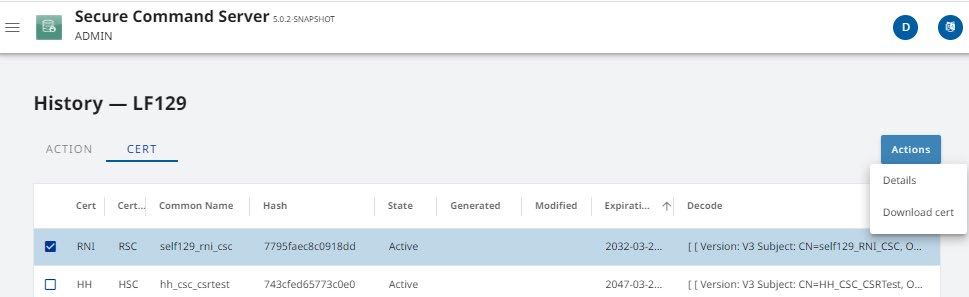 Secure Command Server 5.0.2-SNAPSHOT
ADMIN
D
History — LF129
ACTION CERT
Actions
Details
Download cert
Cert Cert... Common Name Hash State Generated Modified Expirati... Decode
RNI RSC self129_rni_csc 7795faec8c0918dd Active 2032-03-2... [ [ Version: V3 Subject: CN=self129_RNI_CSC, O...
HH HSC hh_csc_csrtest 743cfed65773c0e0 Active 2047-03-2... [ [ Version: V3 Subject: CN=HH_CSC_CSRTest, O...